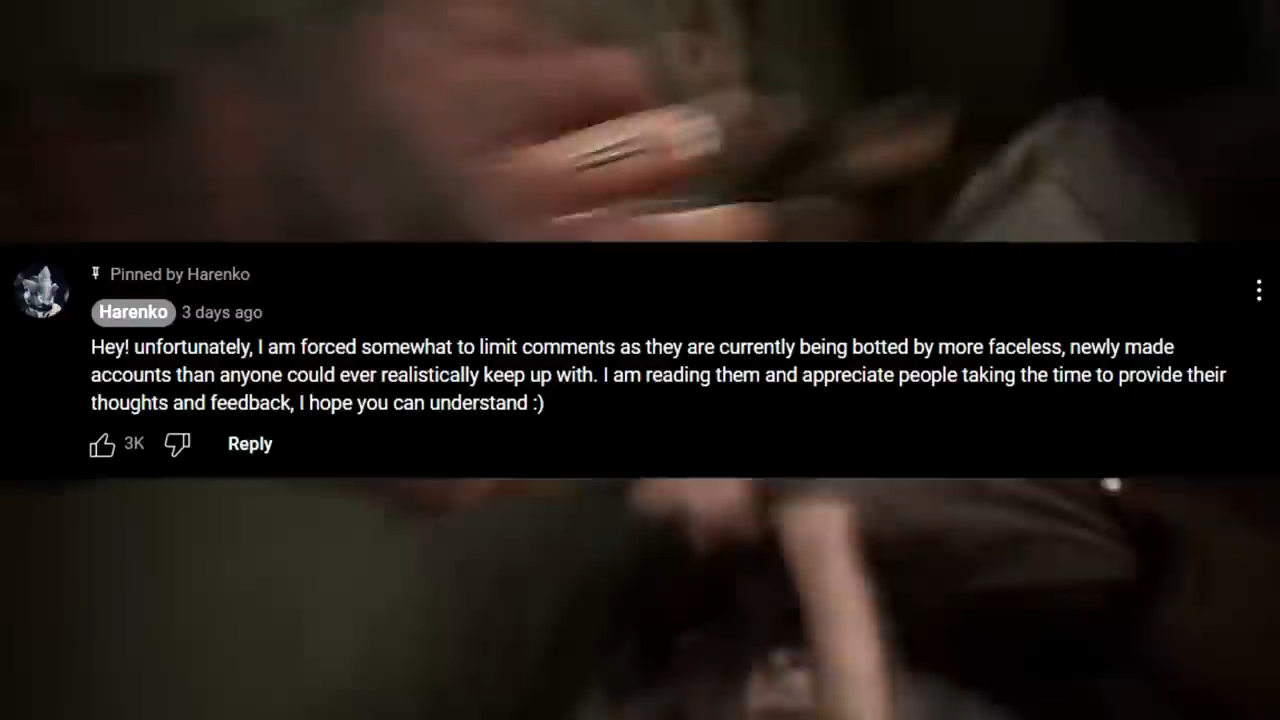 Pinned by Harenko
Harenko 3 days ago
Hey! unfortunately, I am forced somewhat to limit comments as they are currently being botted by more faceless, newly made
accounts than anyone could ever realistically keep up with. I am reading them and appreciate people taking the time to provide their
thoughts and feedback, I hope you can understand :)
3K Reply